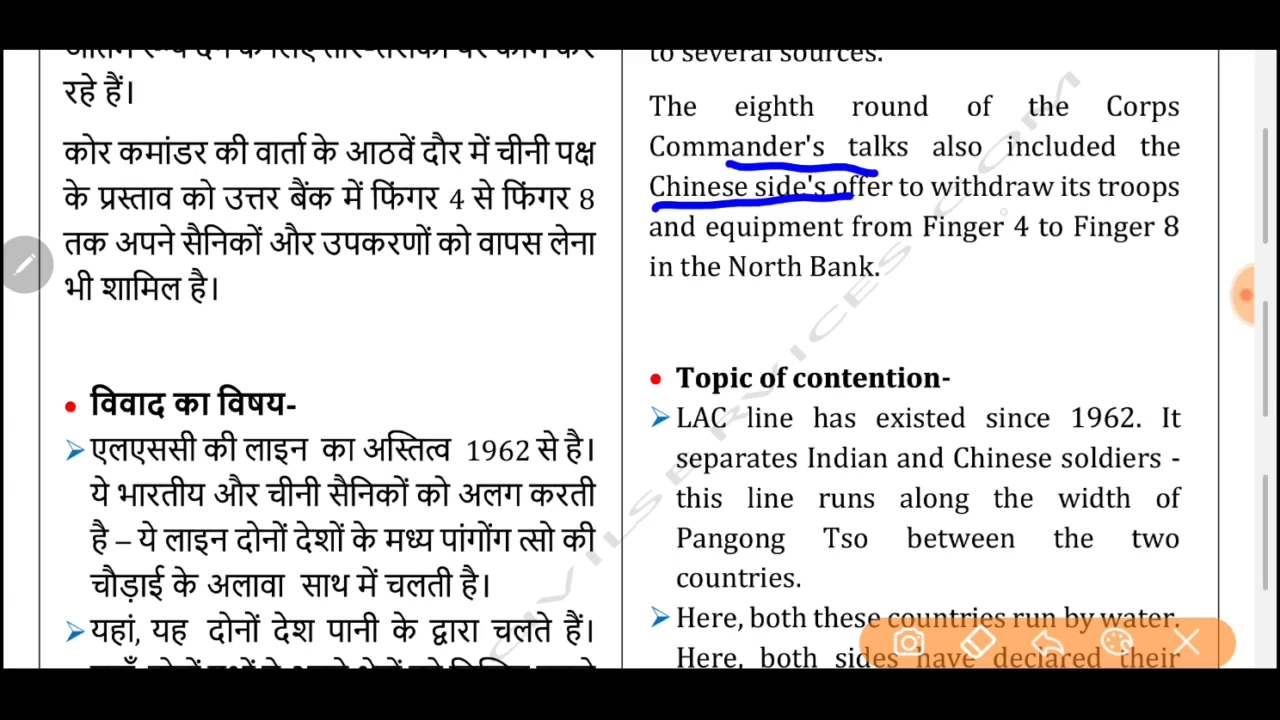 रहे हैं।
कोर कमांडर की वार्ता के आठवें दौर में चीनी पक्ष
के प्रस्ताव को उत्तर बैंक में फिंगर 4 से फिंगर 8
तक अपने सैनिकों और उपकरणों को वापस लेना
भी शामिल है।
• विवाद का विषय-
➢ एलएससी की लाइन का अस्तित्व 1962 से है।
ये भारतीय और चीनी सैनिकों को अलग करती
है – ये लाइन दोनों देशों के मध्य पांगोंग त्सो की
चौड़ाई के अलावा साथ में चलती है।
➢ यहां, यह दोनों देश पानी के द्वारा चलते हैं।
to several sources.
The eighth round of the Corps
Commander's talks also included the
Chinese side's offer to withdraw its troops
and equipment from Finger 4 to Finger 8
in the North Bank.
• Topic of contention-
➢ LAC line has existed since 1962. It
separates Indian and Chinese soldiers -
this line runs along the width of
Pangong Tso between the two
countries.
➢ Here, both these countries run by water.
Here, both sides have declared their